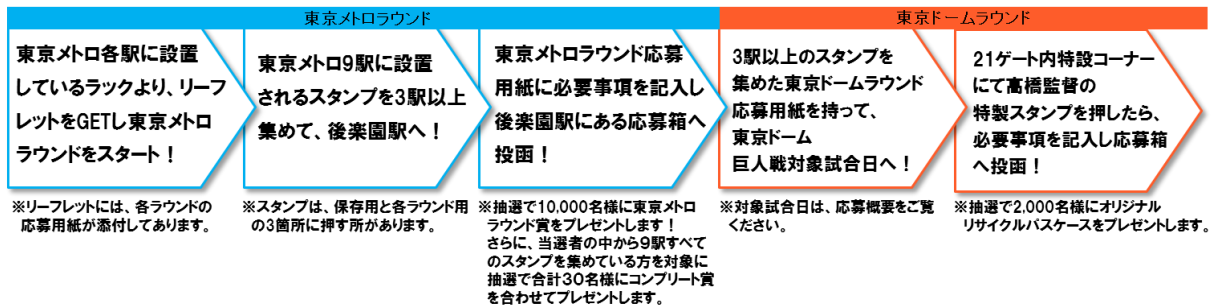 東京メトロラウンド
東京メトロ各駅に設置
しているラックより、リーフ
レットをGETし東京メトロ
ラウンドをスタート！
※リーフレットには、各ラウンドの
応募用紙が添付してあります。
東京メトロ9駅に設置
されるスタンプを3駅以上
集めて、後楽園駅へ！
※スタンプは、保存用と各ラウンド用
の3箇所に押す所があります。
東京メトロラウンド応募
用紙に必要事項を記入し
後楽園駅にある応募箱へ
投函！
※抽選で10,000名様に東京メトロ
ラウンド賞をプレゼントします！
さらに、当選者の中から9駅すべて
のスタンプを集めている方を対象に
抽選で合計30名様にコンプリート賞
を合わせてプレゼントします。
東京ドームラウンド
3駅以上のスタンプを
集めた東京ドームラウンド
応募用紙を持って、
東京ドーム
巨人戦対象試合日へ！
※対象試合日は、応募概要をご覧
ください。
21ゲート内特設コーナー
にて高橋監督の
特製スタンプを押したら、
必要事項を記入し応募箱
へ投函！
※抽選で2,000名様にオリジナル
リサイクルパスケースをプレゼントします。